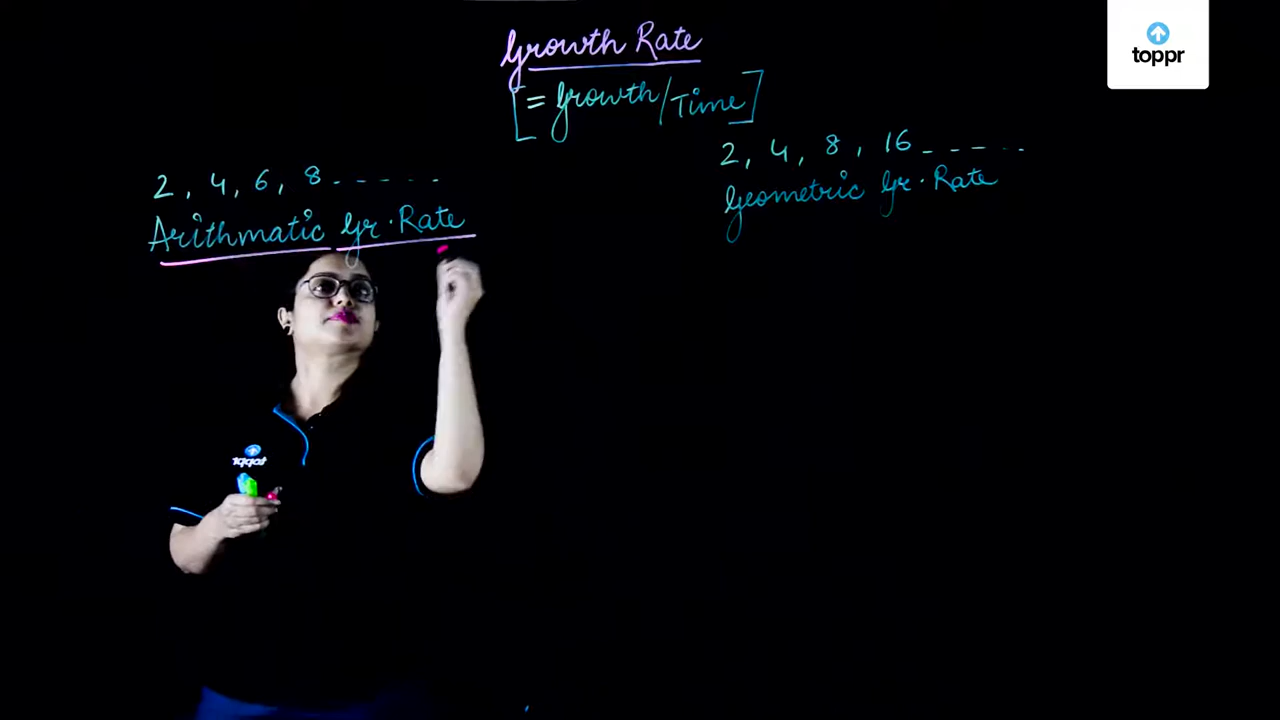 Growth Rate
[= Growth/Time]
2, 4, 6, 8 - - - - -
Arithmatic Gr. Rate
2, 4, 8, 16 - - - - -
Geometric Gr. Rate
toppr
toppr